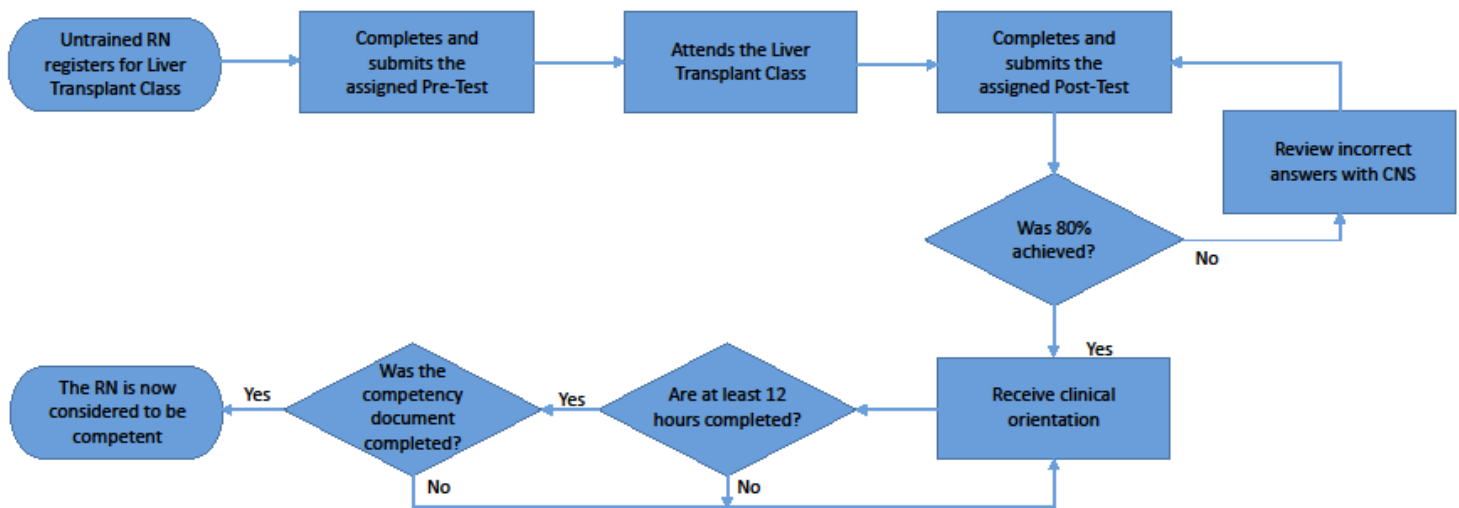 Untrained RN
registers for Liver
Transplant Class
Completes and
submits the
assigned Pre-Test
Attends the Liver
Transplant Class
Completes and
submits the
assigned Post-Test
Review incorrect
answers with CNS
Was 80%
achieved?
No
Yes
Receive clinical
orientation
Are at least 12
hours completed?
Yes
No
Was the
competency
document
completed?
Yes
No
The RN is now
considered to be
competent